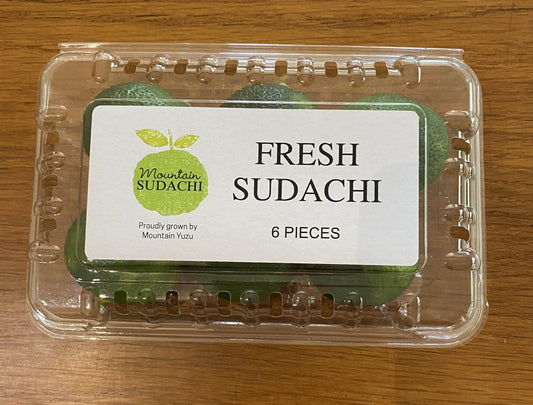 Mountain
SUDACHI
Proudly grown by
Mountain Yuzu
FRESH
SUDACHI
6 PIECES